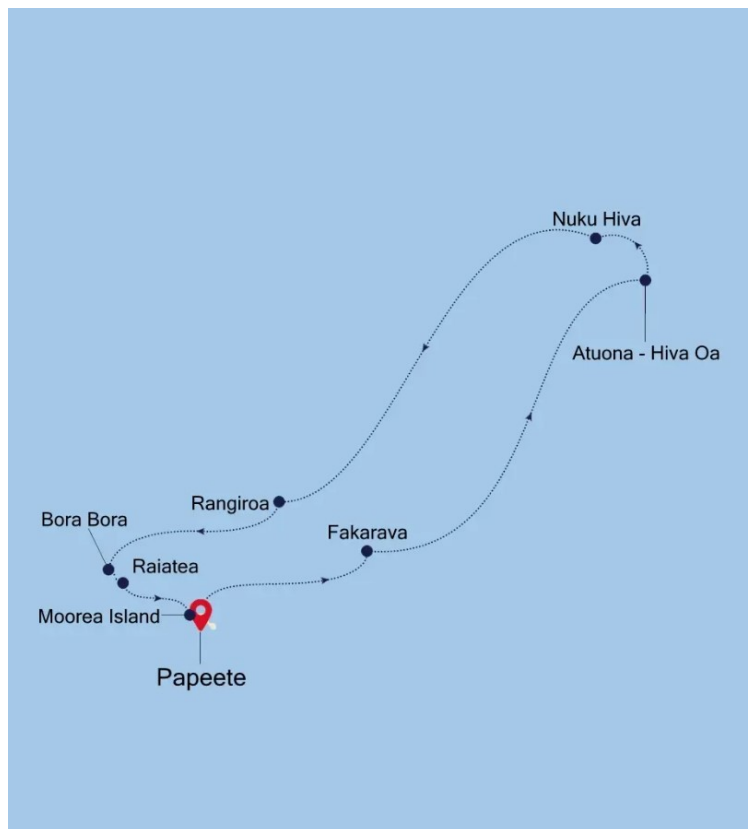 Nuku Hiva
Atuona - Hiva Oa
Rangiroa
Bora Bora
Fakarava
Raiatea
Moorea Island
Papeete